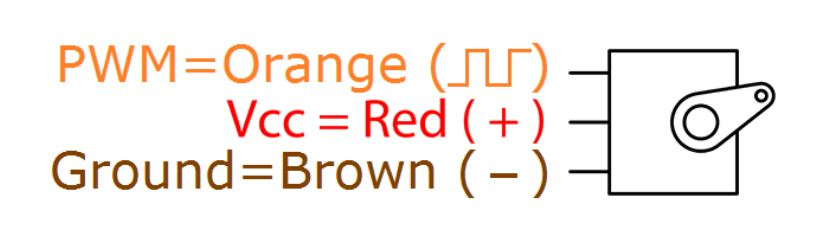 PWM=Orange (⎍⎍)
Vcc = Red ( + )
Ground=Brown ( – )